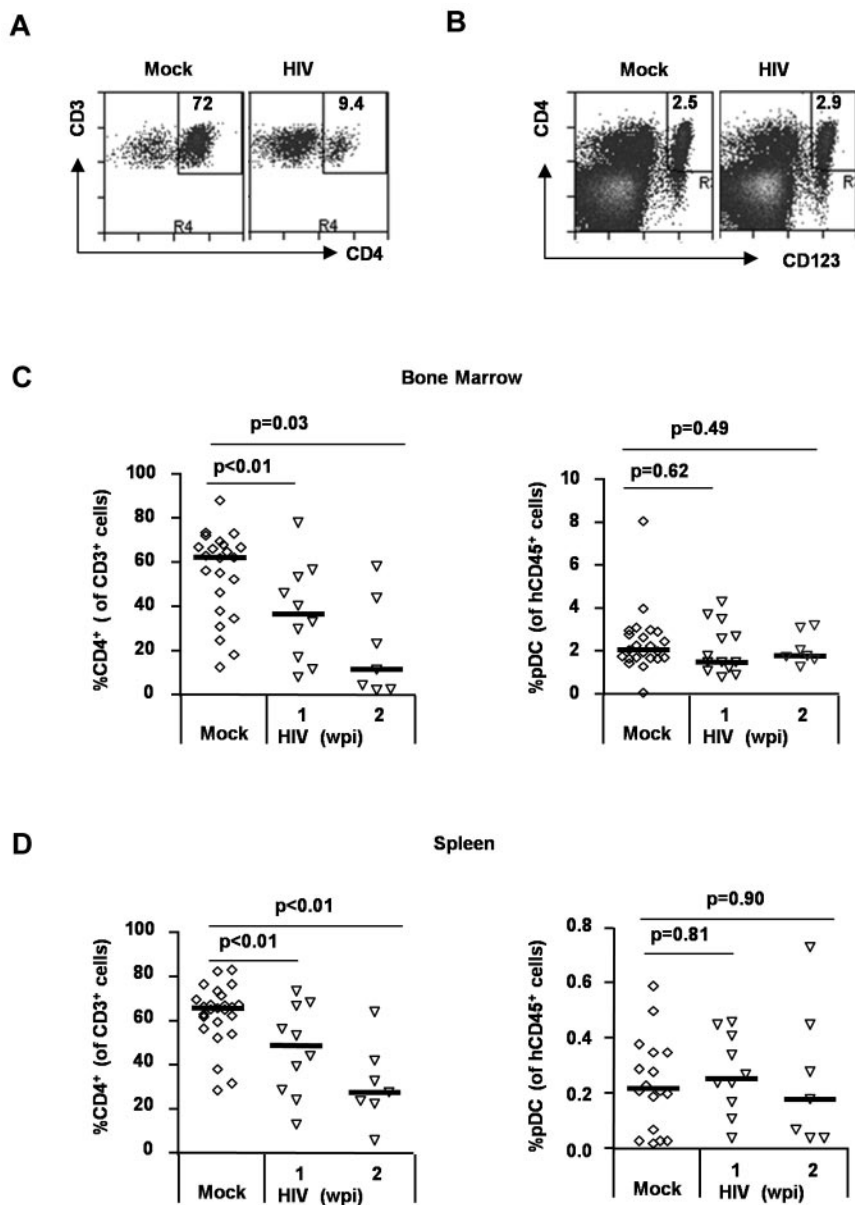 A
B
Mock HIV
Mock HIV
CD3
72
9.4
R4
R4
CD4
CD4
2.5
2.9
R
R
CD123
C
Bone Marrow
p=0.03
p<0.01
%CD4+ ( of CD3+ cells)
100
80
60
40
20
0
1 2
Mock HIV (wpi)
p=0.49
p=0.62
%pDC (of hCD45+ cells)
10
8
6
4
2
0
1 2
Mock HIV (wpi)
D
Spleen
p<0.01
p<0.01
%CD4+ (of CD3+ cells)
100
80
60
40
20
0
1 2
Mock HIV (wpi)
p=0.90
p=0.81
%pDC (of hCD45+ cells)
0.8
0.6
0.4
0.2
0.0
1 2
Mock HIV (wpi)